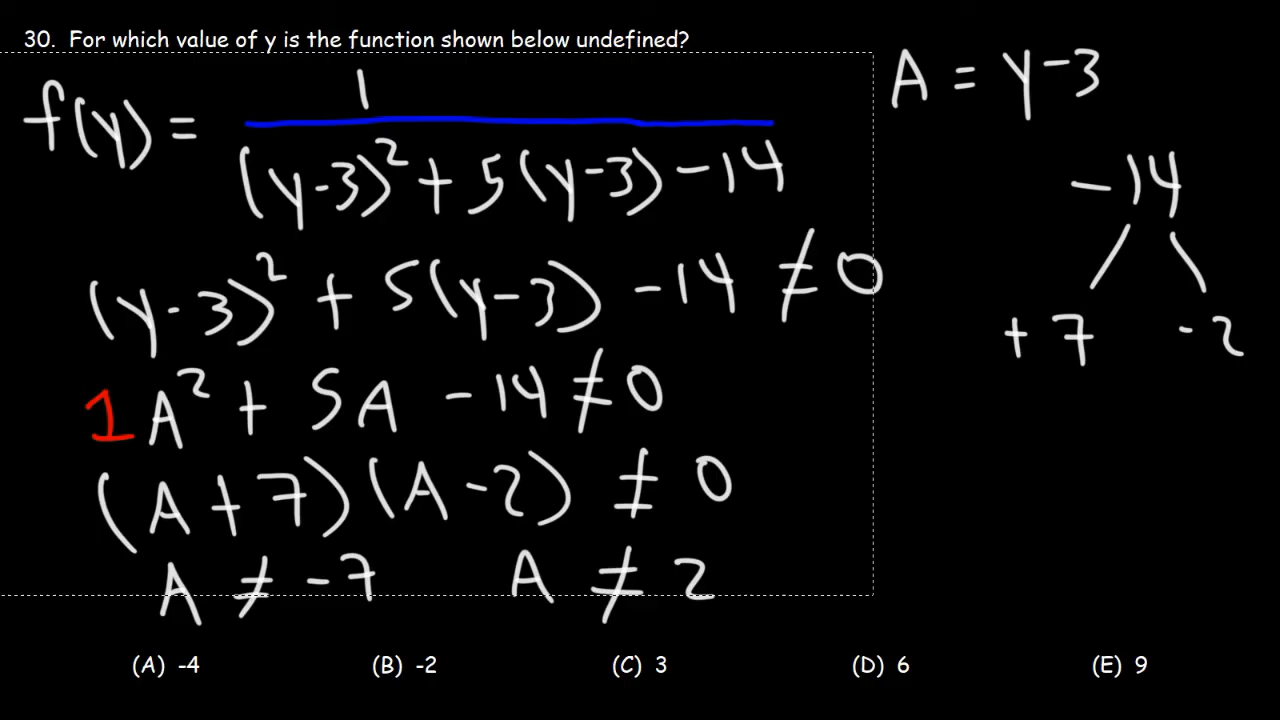 30. For which value of y is the function shown below undefined?
f(y) = 1 / (y-3)² + 5(y-3) - 14
A = y-3
-14
+7 -2
(y-3)² + 5(y-3) - 14 ≠ 0
1A² + 5A - 14 ≠ 0
(A+7)(A-2) ≠ 0
A ≠ -7 A ≠ 2
(A) -4 (B) -2 (C) 3 (D) 6 (E) 9